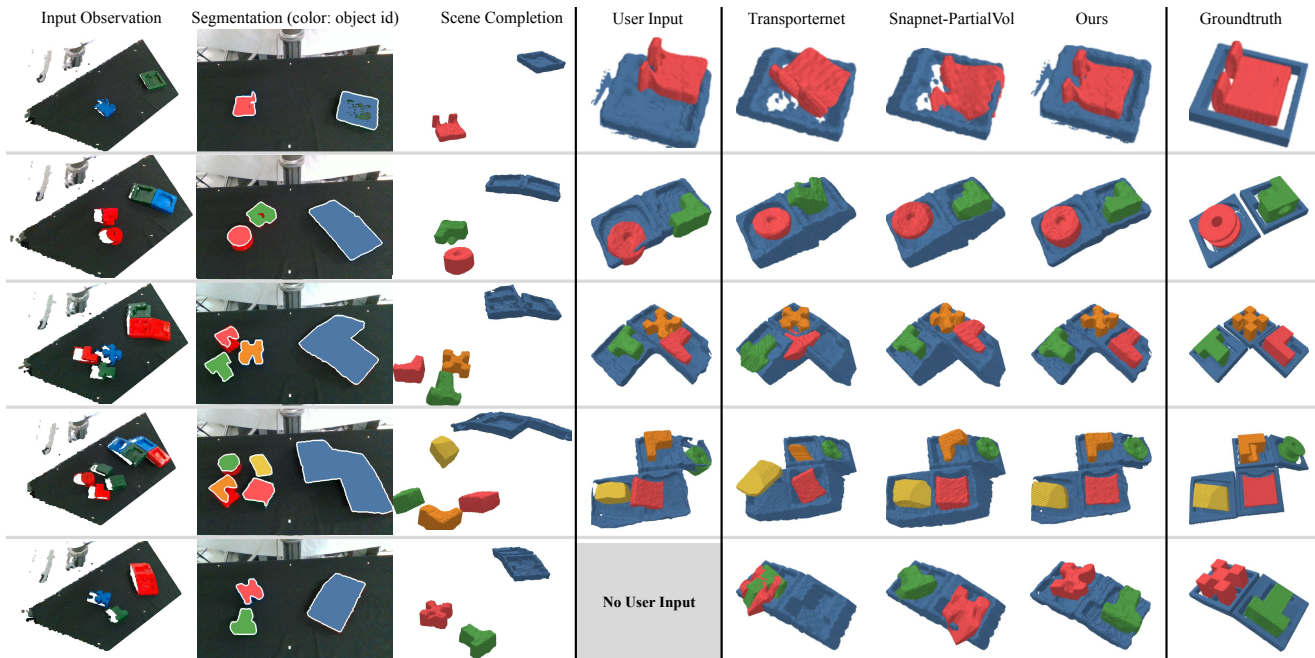 Input Observation Segmentation (color: object id) Scene Completion User Input Transporternet Snapnet-PartialVol Ours Groundtruth
No User Input